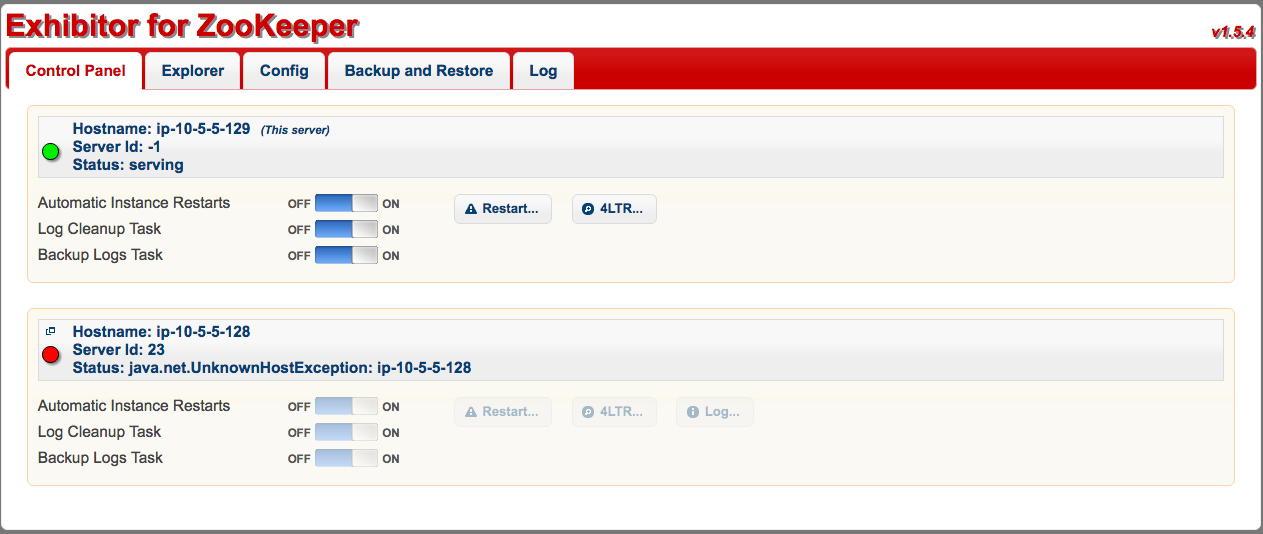 Exhibitor for ZooKeeper
v1.5.4
Control Panel Explorer Config Backup and Restore Log
Hostname: ip-10-5-5-129 (This server)
Server Id: -1
Status: serving
Automatic Instance Restarts OFF ON Restart... 4LTR...
Log Cleanup Task OFF ON
Backup Logs Task OFF ON
Hostname: ip-10-5-5-128
Server Id: 23
Status: java.net.UnknownHostException: ip-10-5-5-128
Automatic Instance Restarts OFF ON Restart... 4LTR... Log...
Log Cleanup Task OFF ON
Backup Logs Task OFF ON